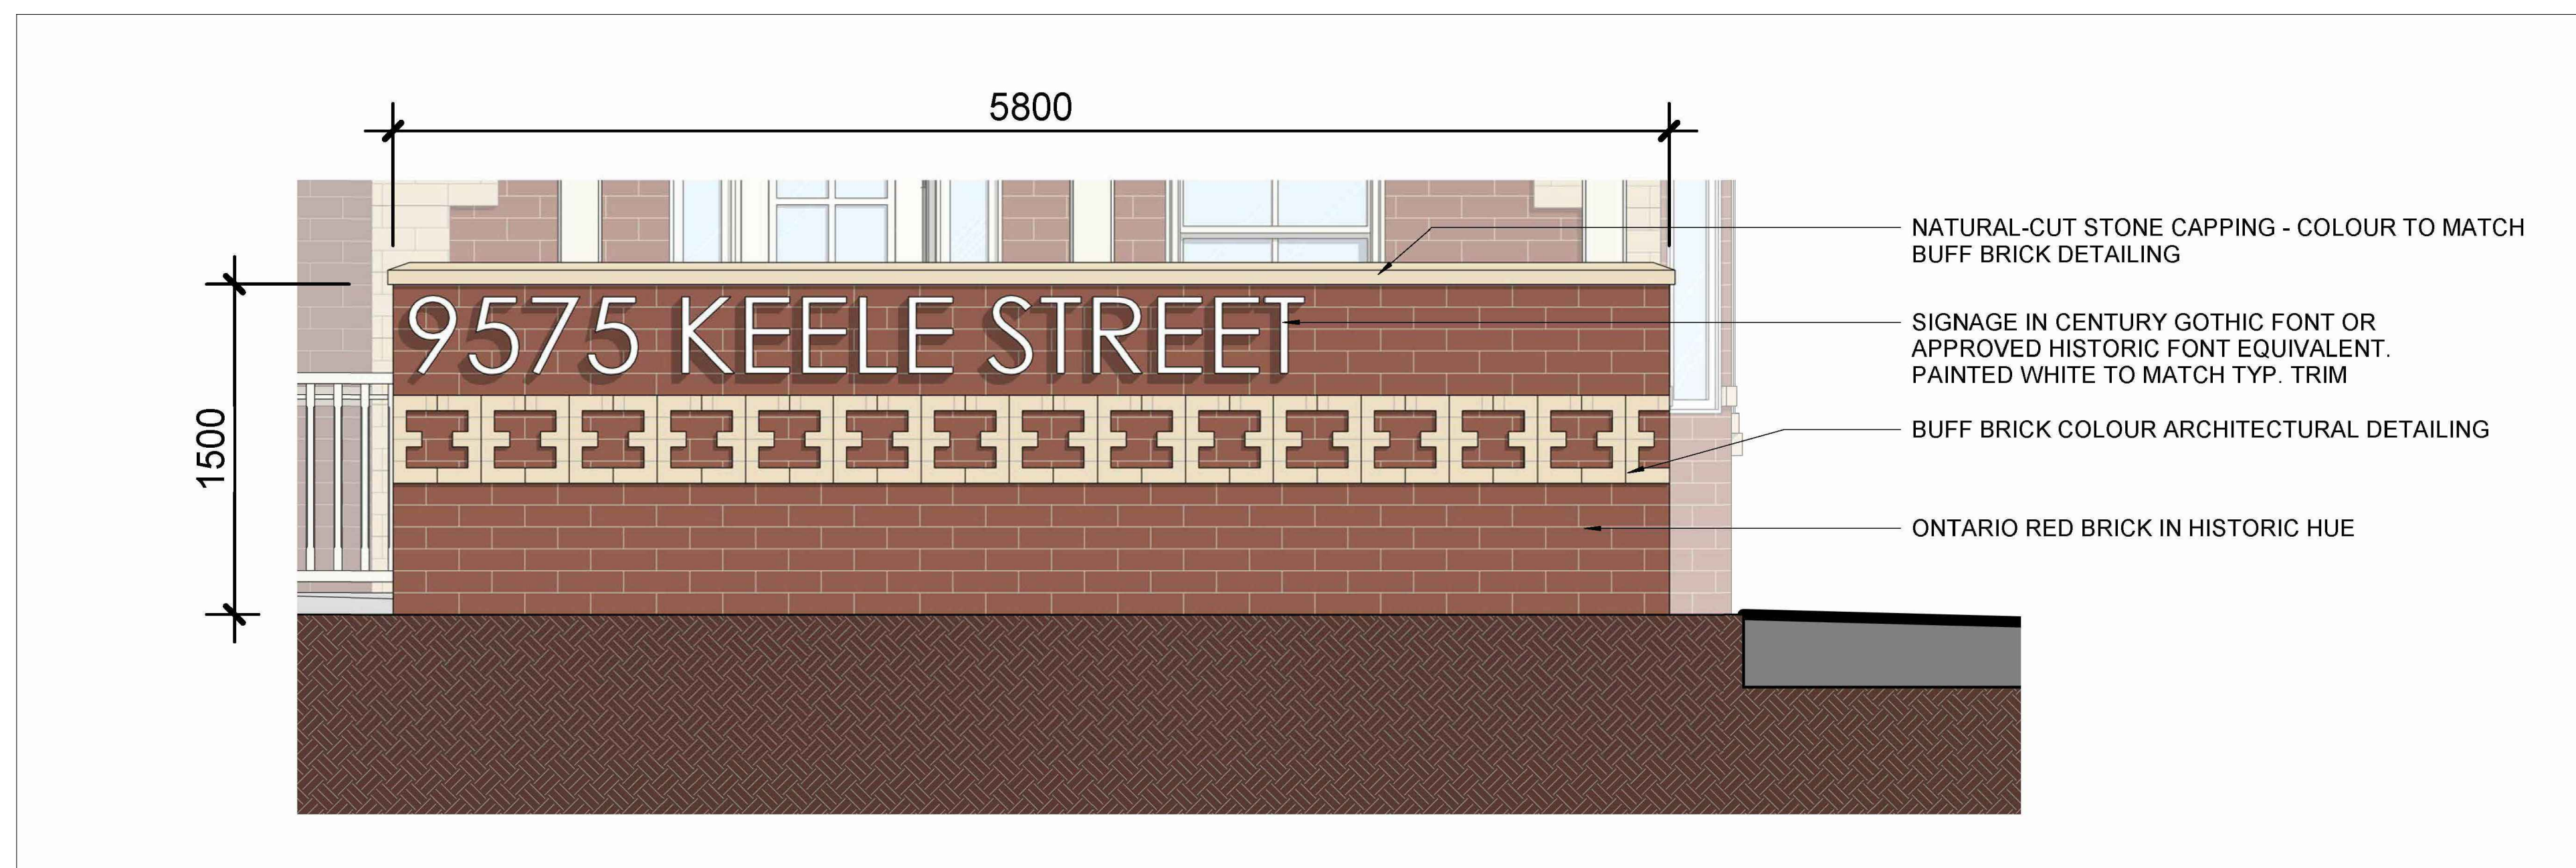 5800
NATURAL-CUT STONE CAPPING - COLOUR TO MATCH
BUFF BRICK DETAILING
9575 KEELE STREET
SIGNAGE IN CENTURY GOTHIC FONT OR
APPROVED HISTORIC FONT EQUIVALENT.
PAINTED WHITE TO MATCH TYP. TRIM
1500
BUFF BRICK COLOUR ARCHITECTURAL DETAILING
ONTARIO RED BRICK IN HISTORIC HUE